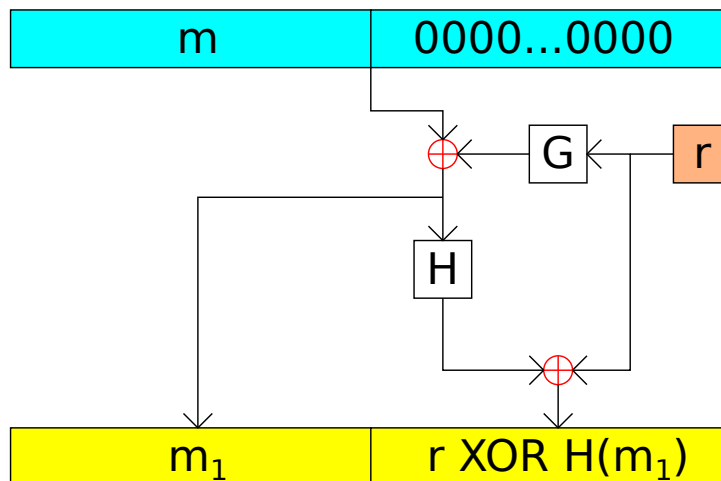 m 0000...0000
G r
H
m₁ r XOR H(m₁)